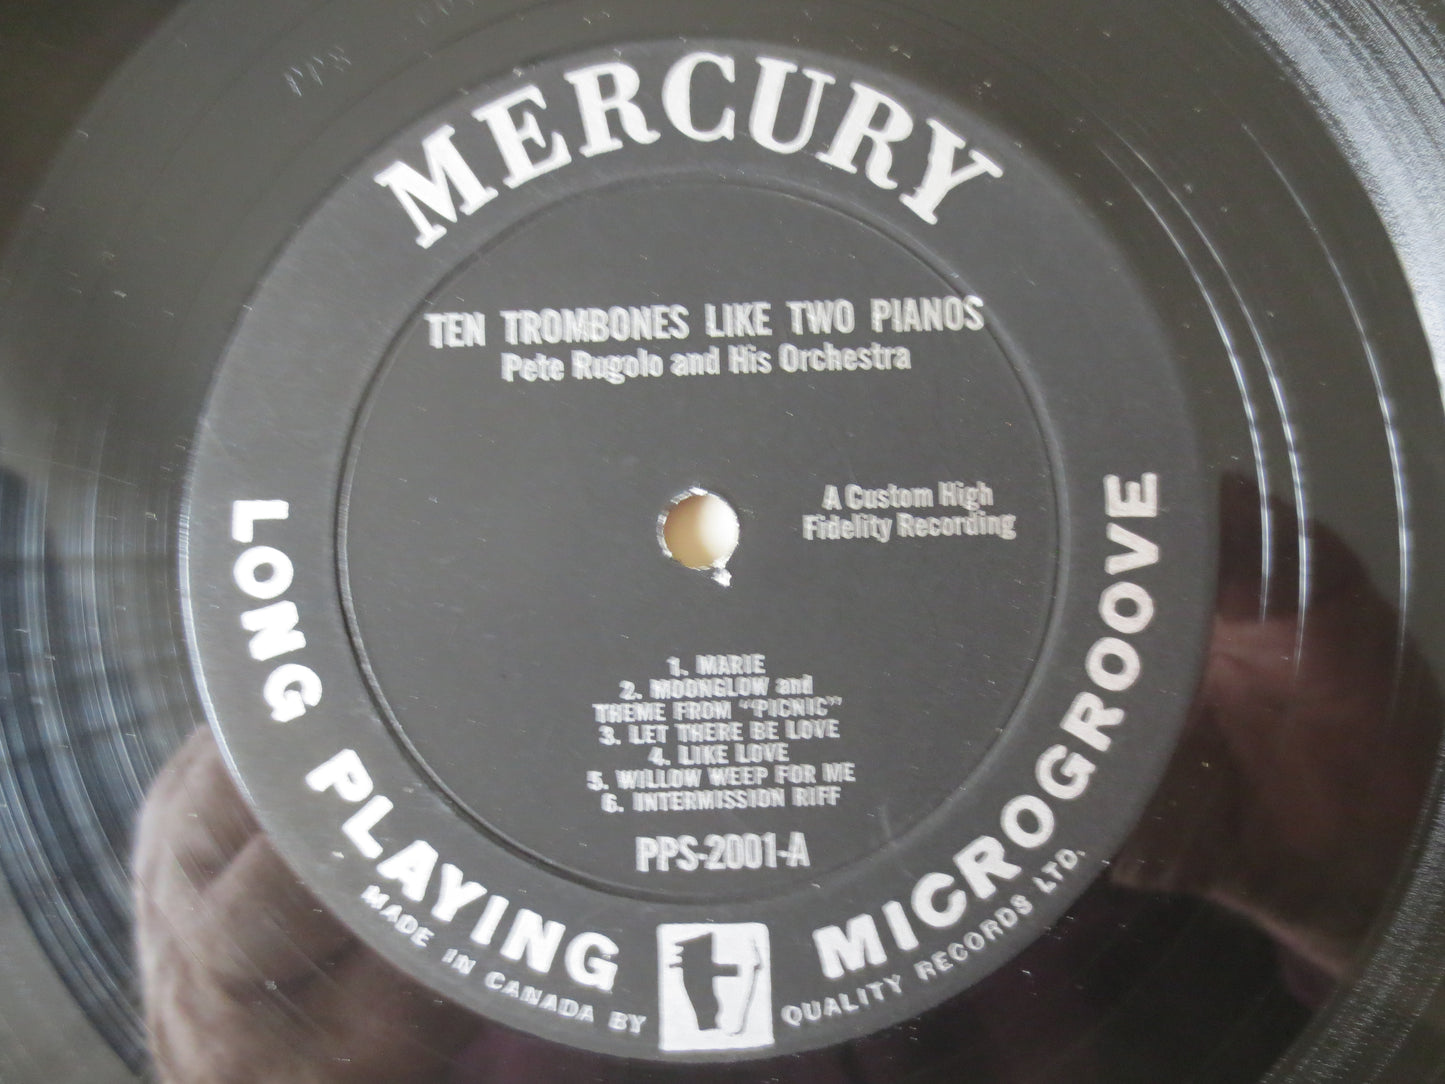 MERCURY
TEN TROMBONES LIKE TWO PIANOS
Pete Rugolo and His Orchestra
A Custom High
Fidelity Recording
1. MARIE
2. MOONGLOW and
THEME FROM "PICNIC"
3. LET THERE BE LOVE
4. LIKE LOVE
5. WILLOW WEEP FOR ME
6. INTERMISSION RIFF
PPS-2001-A
LONG PLAYING MICROGROOVE
MADE IN CANADA BY QUALITY RECORDS LTD.
PPS